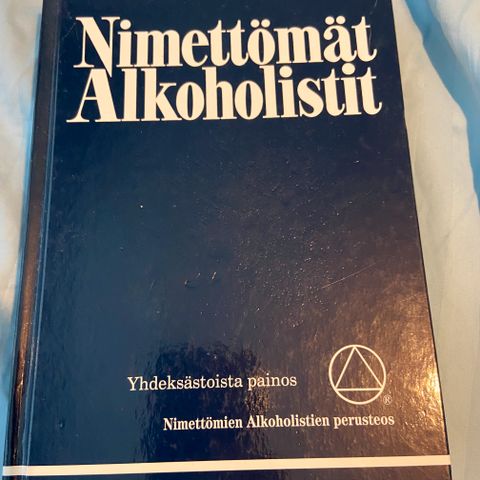 Nimettömät
Alkoholistit
Yhdeksästoista painos
®
Nimettömien Alkoholistien perusteos